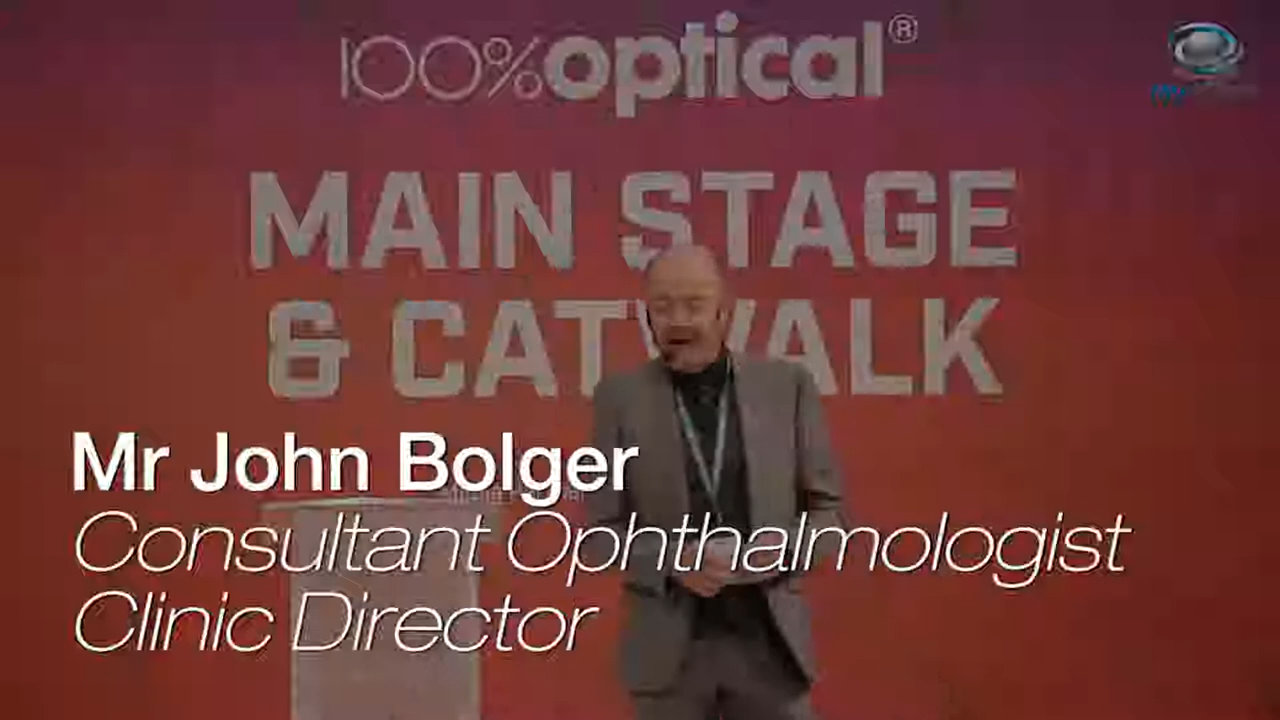 100%optical®
MAIN STAGE
& CATWALK
Mr John Bolger
Consultant Ophthalmologist
Clinic Director